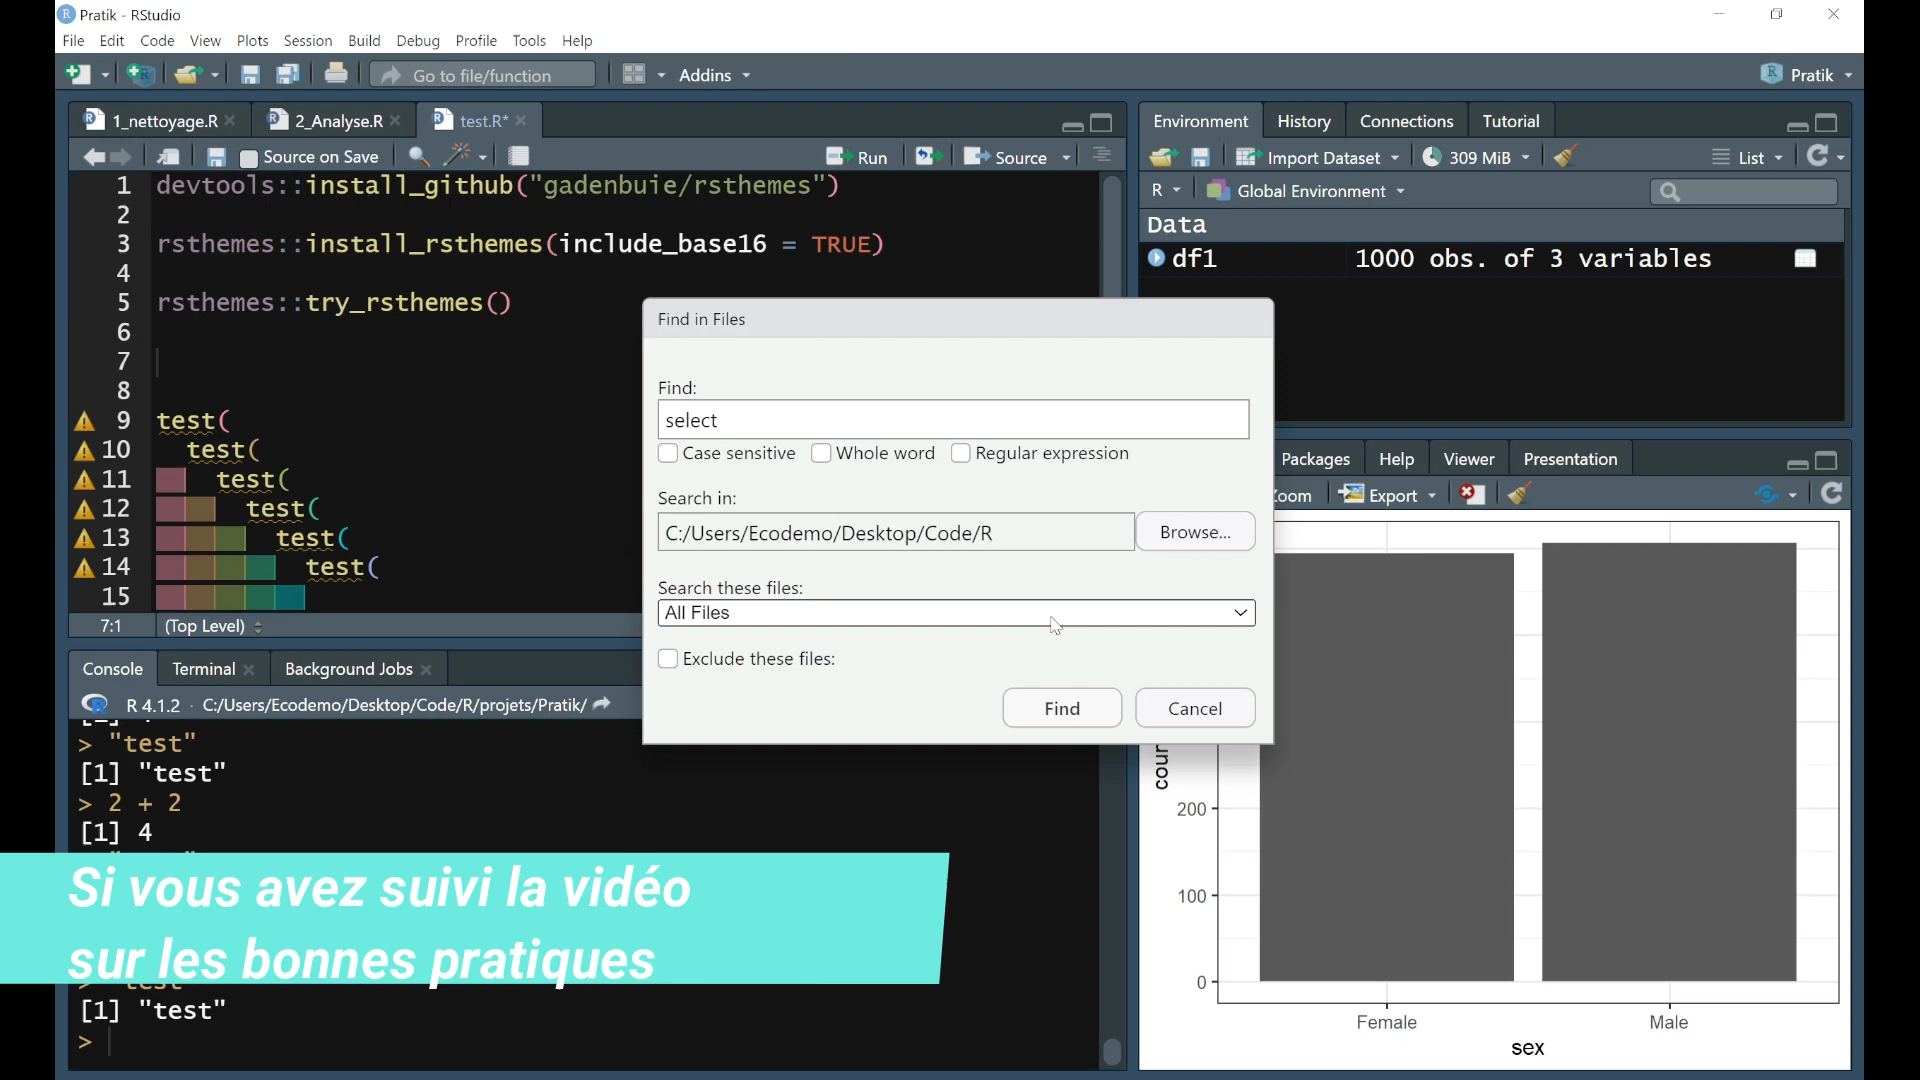 Pratik - RStudio
File Edit Code View Plots Session Build Debug Profile Tools Help
Go to file/function Addins Pratik
1_nettoyage.R 2_Analyse.R test.R*
Source on Save Run Source
1 devtools::install_github("gadenbuie/rsthemes")
2
3 rsthemes::install_rsthemes(include_base16 = TRUE)
4
5 rsthemes::try_rsthemes()
6
7
8
9 test(
10 test(
11 test(
12 test(
13 test(
14 test(
15
7:1 (Top Level)
Console Terminal Background Jobs
R 4.1.2 · C:/Users/Ecodemo/Desktop/Code/R/projets/Pratik/
> "test"
[1] "test"
> 2 + 2
[1] 4
Si vous avez suivi la vidéo
sur les bonnes pratiques
[1] "test"
>
Find in Files
Find:
select
Case sensitive Whole word Regular expression
Search in:
C:/Users/Ecodemo/Desktop/Code/R Browse...
Search these files:
All Files
Exclude these files:
Find Cancel
Environment History Connections Tutorial
Import Dataset 309 MiB List
R Global Environment
Data
df1 1000 obs. of 3 variables
Packages Help Viewer Presentation
Export
200
100
0
Female Male
sex